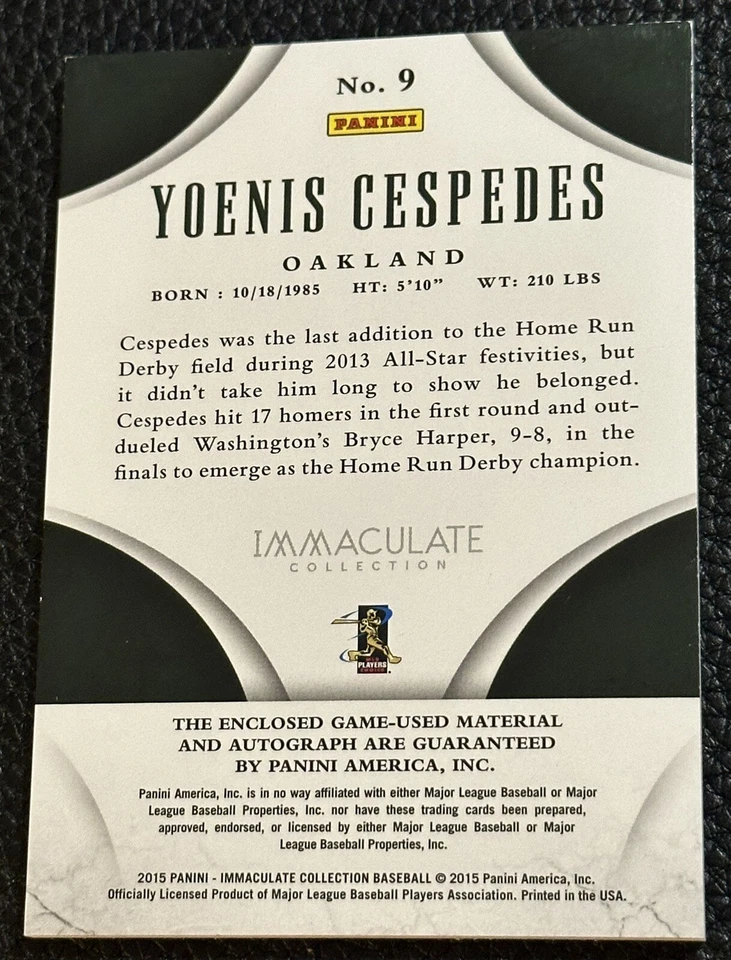 No. 9
PANINI
YOENIS CESPEDES
OAKLAND
BORN : 10/18/1985 HT: 5'10" WT: 210 LBS
Cespedes was the last addition to the Home Run
Derby field during 2013 All-Star festivities, but
it didn't take him long to show he belonged.
Cespedes hit 17 homers in the first round and out-
dueled Washington's Bryce Harper, 9-8, in the
finals to emerge as the Home Run Derby champion.
IMMACULATE
COLLECTION
PLAYERS
THE ENCLOSED GAME-USED MATERIAL
AND AUTOGRAPH ARE GUARANTEED
BY PANINI AMERICA, INC.
Panini America, Inc. is in no way affiliated with either Major League Baseball or Major
League Baseball Properties, Inc. nor have these trading cards been prepared,
approved, endorsed, or licensed by either Major League Baseball or Major
League Baseball Properties, Inc.
2015 PANINI - IMMACULATE COLLECTION BASEBALL © 2015 Panini America, Inc.
Officially Licensed Product of Major League Baseball Players Association. Printed in the USA.